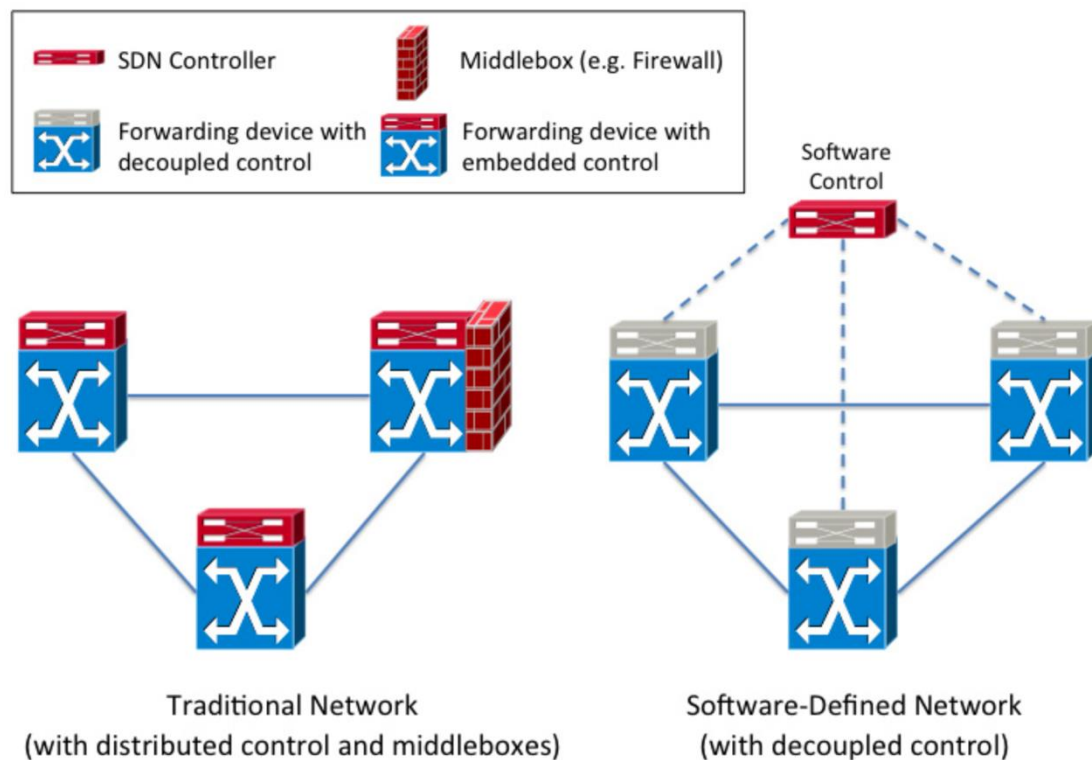 SDN Controller
Middlebox (e.g. Firewall)
Forwarding device with
decoupled control
Forwarding device with
embedded control
Software
Control
Traditional Network
(with distributed control and middleboxes)
Software-Defined Network
(with decoupled control)